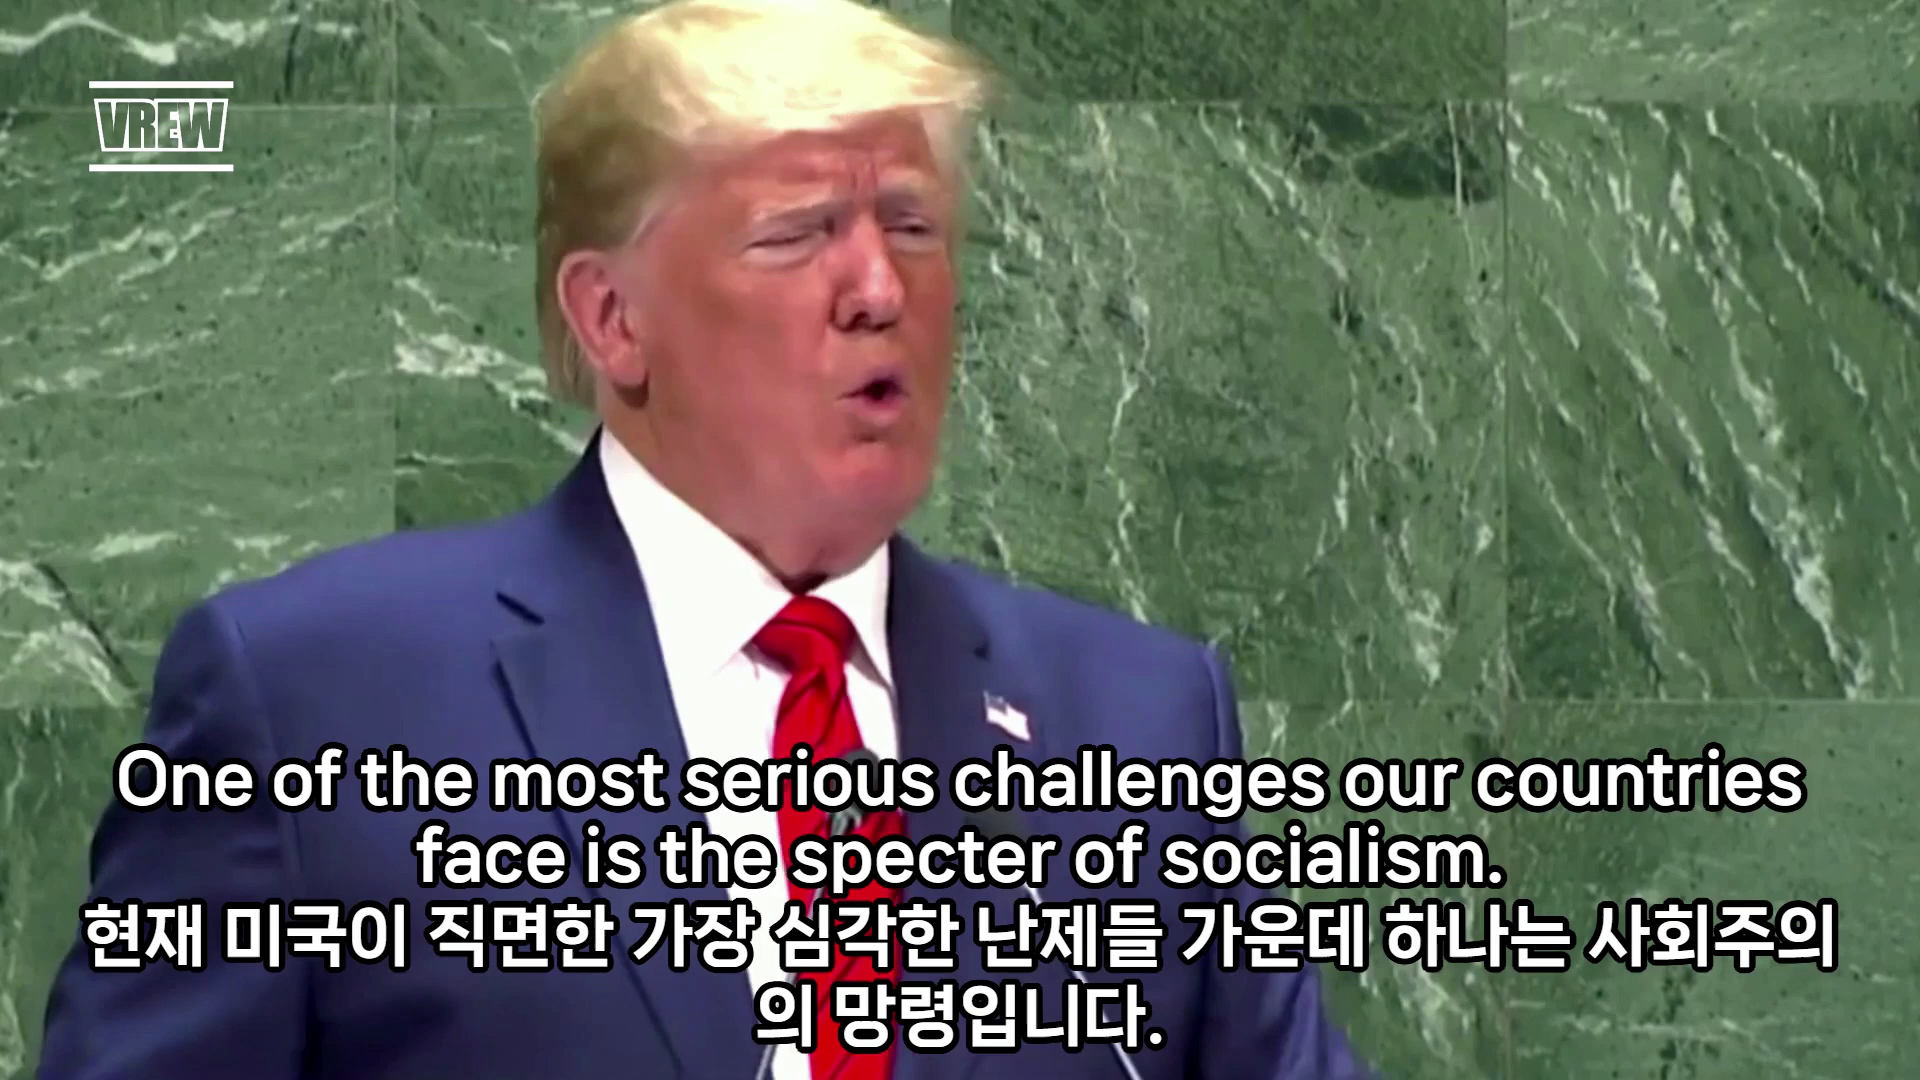 VREW
One of the most serious challenges our countries
face is the specter of socialism.
현재 미국이 직면한 가장 심각한 난제들 가운데 하나는 사회주의
의 망령입니다.